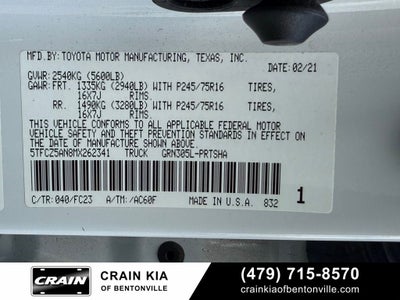 MFD.BY:TOYOTA MOTOR MANUFACTURING, TEXAS, INC.
DATE: 02/21
GVWR: 2540KG (5600LB)
GAWR: FRT. 1335KG (2940LB) WITH P245/75R16 TIRES,
16X7J RIMS.
RR. 1490KG (3280LB) WITH P245/75R16 TIRES,
16X7J RIMS.
THIS VEHICLE CONFORMS TO ALL APPLICABLE FEDERAL MOTOR
VEHICLE SAFETY, BUMPER, AND THEFT PREVENTION STANDARDS
IN EFFECT ON THE DATE OF MANUFACTURE SHOWN ABOVE.
5TFCZ5AN8MX262341 TRUCK GRN305L-PRTSHA
C/TR: 040/FC23 A/TM: /AC60F MADE IN U.S.A. 832 1
CRAIN
CRAIN KIA
OF BENTONVILLE
(479) 715-8570
crainkiaofbentonville.com